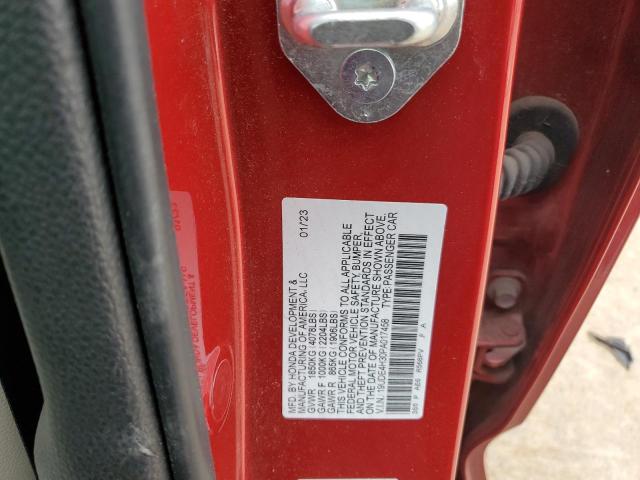 MFD. BY HONDA DEVELOPMENT &
MANUFACTURING OF AMERICA, LLC 01/23
GVWR 1850KG (4078LBS)
GAWR F 1000KG (2204LBS)
GAWR R 865KG (1906LBS)
THIS VEHICLE CONFORMS TO ALL APPLICABLE
FEDERAL MOTOR VEHICLE SAFETY, BUMPER,
AND THEFT PREVENTION STANDARDS IN EFFECT
ON THE DATE OF MANUFACTURE SHOWN ABOVE.
V.I.N.: 19UDE4H30PA017458 TYPE:PASSENGER CAR
P A